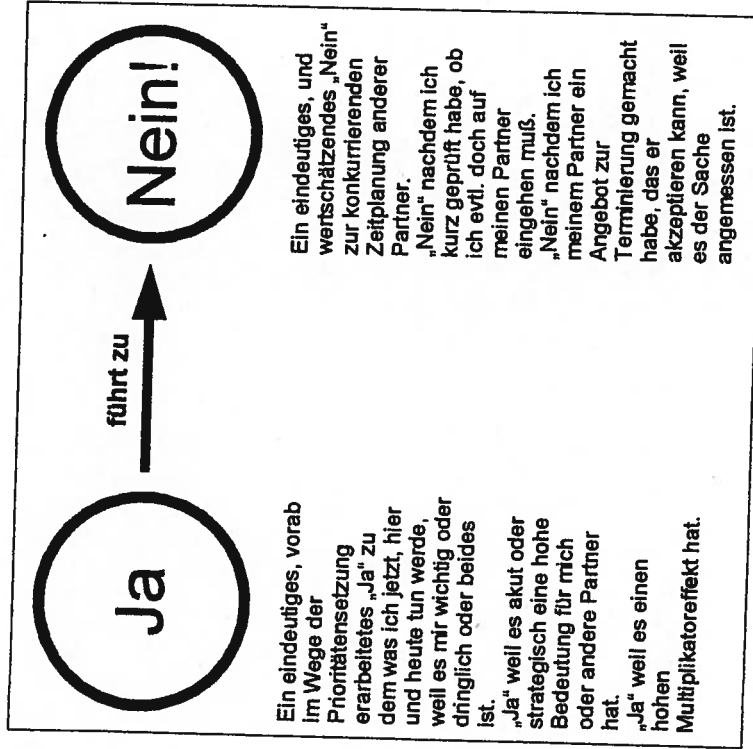 Ja
führt zu
Nein!
Ein eindeutiges, vorab
im Wege der
Prioritätensetzung
erarbeitetes „Ja“ zu
dem was ich jetzt, hier
und heute tun werde,
weil es mir wichtig oder
dringlich oder beides
ist.
„Ja“ weil es akut oder
strategisch eine hohe
Bedeutung für mich
oder andere Partner
hat.
„Ja“ weil es einen
hohen
Multiplikatoreffekt hat.
Ein eindeutiges, und
wertschätzendes „Nein“
zur konkurrierenden
Zeitplanung anderer
Partner.
„Nein“ nachdem ich
kurz geprüft habe, ob
ich evtl. doch auf
meinen Partner
eingehen muß.
„Nein“ nachdem ich
meinem Partner ein
Angebot zur
Terminierung gemacht
habe, das er
akzeptieren kann, weil
es der Sache
angemessen ist.